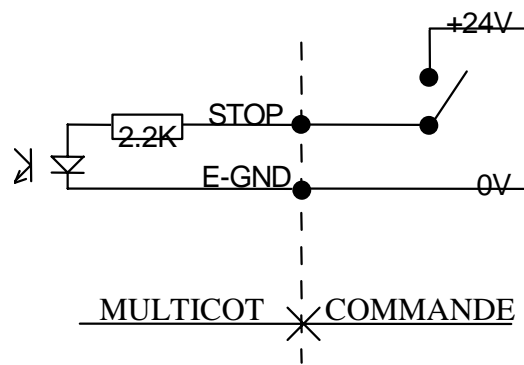 +24V
STOP
2.2K
E-GND
0V
MULTICOT COMMANDE